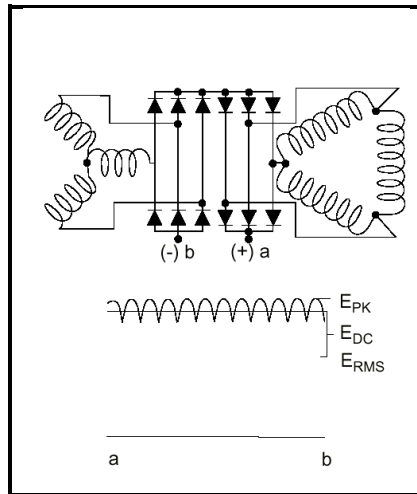 (-) b (+) a
E_PK
E_DC
E_RMS
a b